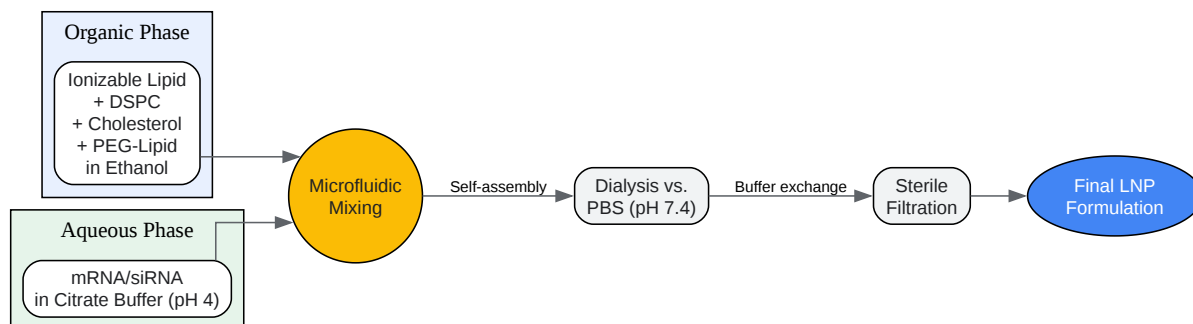 Organic Phase
Ionizable Lipid
+ DSPC
+ Cholesterol
+ PEG-Lipid
in Ethanol
Aqueous Phase
mRNA/siRNA
in Citrate Buffer (pH 4)
Microfluidic
Mixing
Self-assembly
Dialysis vs.
PBS (pH 7.4)
Buffer exchange
Sterile
Filtration
Final LNP
Formulation